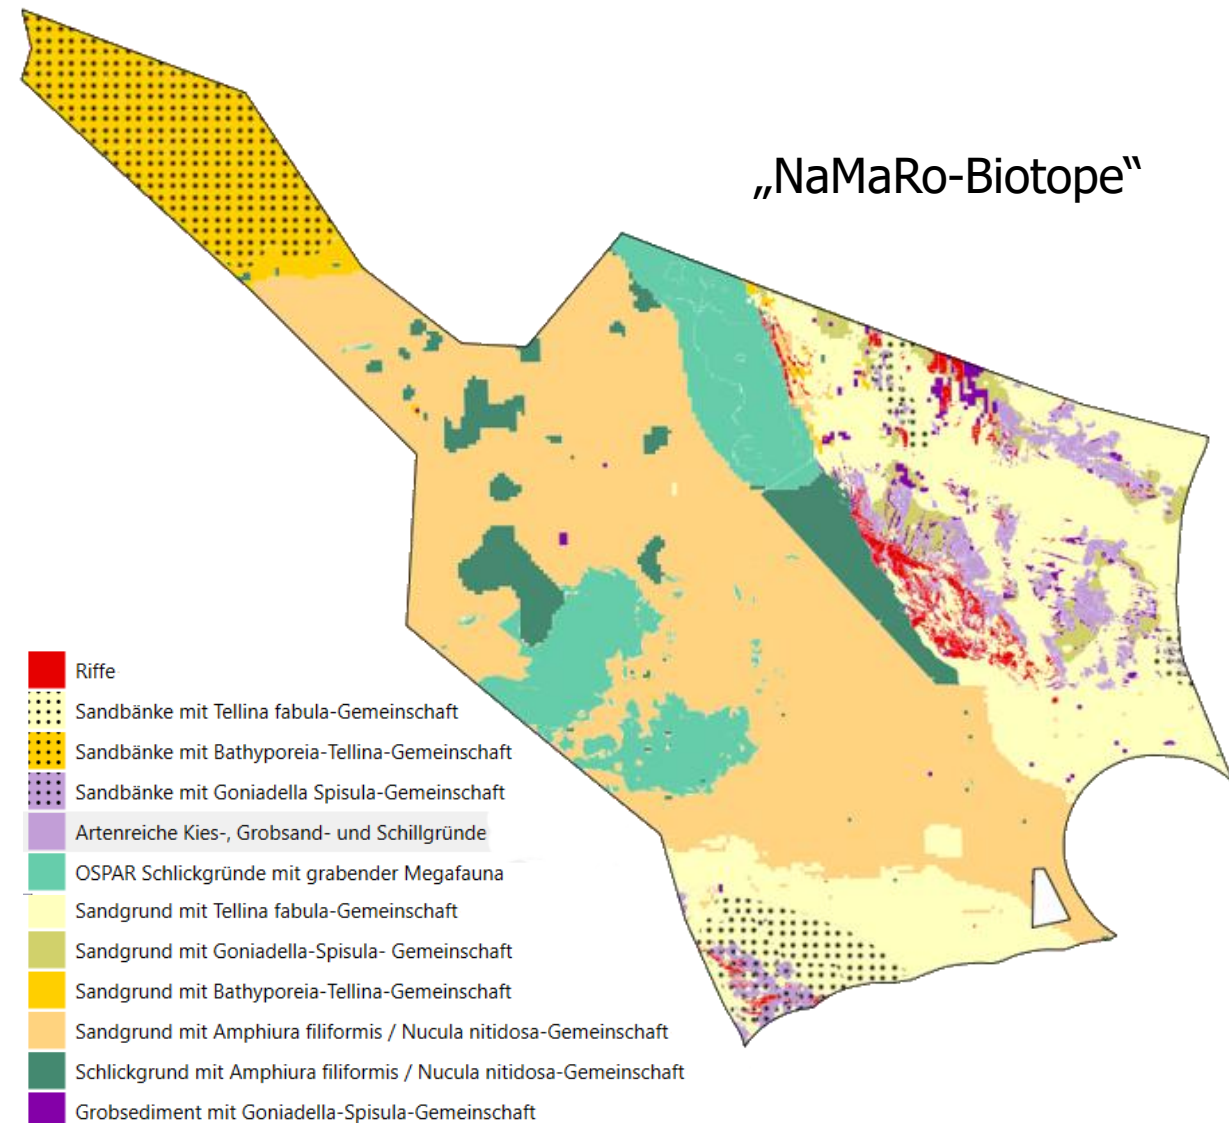 „NaMaRo-Biotope“
Riffe
Sandbänke mit Tellina fabula-Gemeinschaft
Sandbänke mit Bathyporeia-Tellina-Gemeinschaft
Sandbänke mit Goniadella Spisula-Gemeinschaft
Artenreiche Kies-, Grobsand- und Schillgründe
OSPAR Schlickgründe mit grabender Megafauna
Sandgrund mit Tellina fabula-Gemeinschaft
Sandgrund mit Goniadella-Spisula- Gemeinschaft
Sandgrund mit Bathyporeia-Tellina-Gemeinschaft
Sandgrund mit Amphiura filiformis / Nucula nitidosa-Gemeinschaft
Schlickgrund mit Amphiura filiformis / Nucula nitidosa-Gemeinschaft
Grobsediment mit Goniadella-Spisula-Gemeinschaft